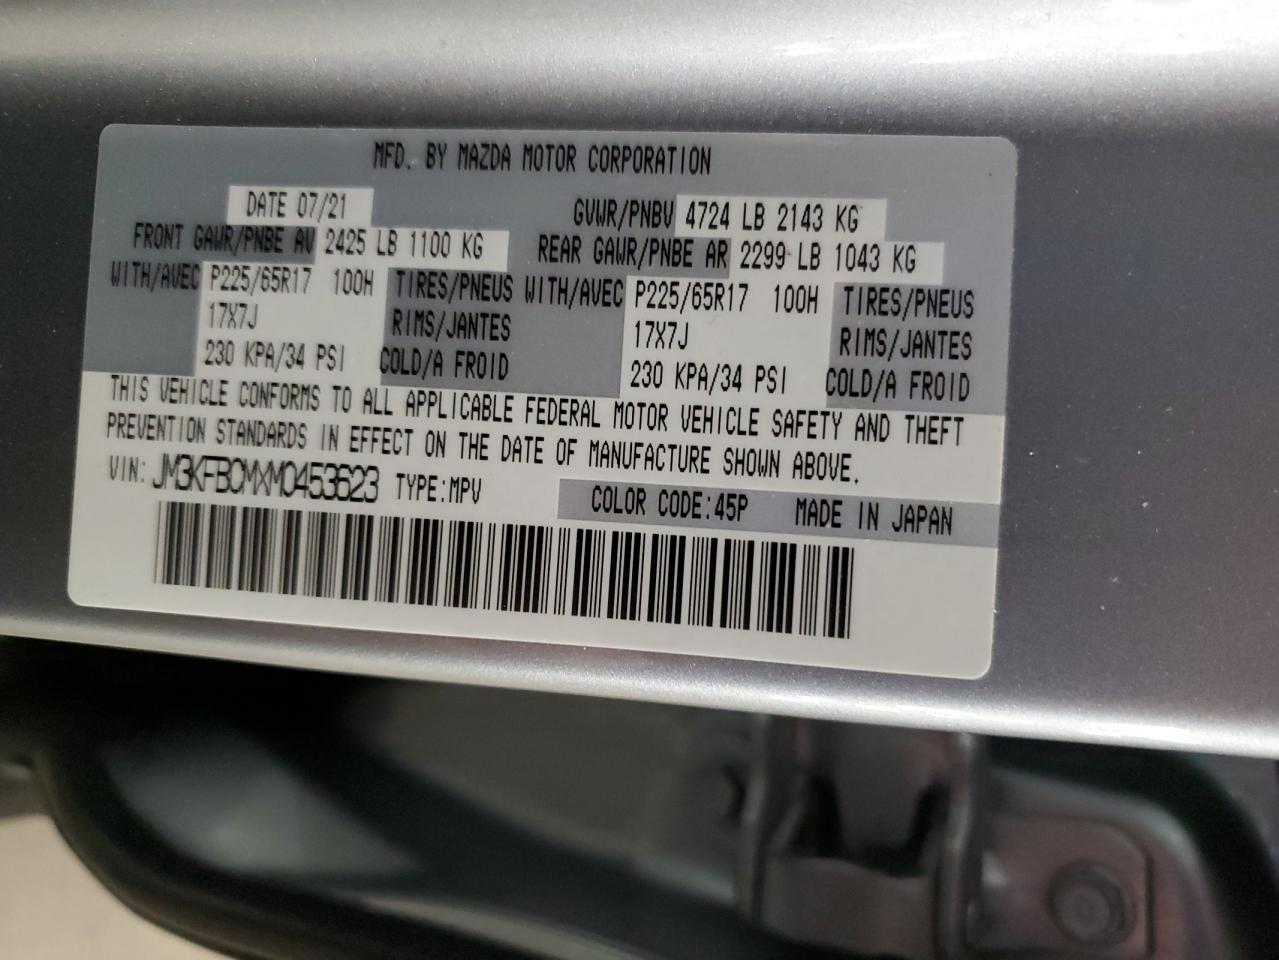 MFD. BY MAZDA MOTOR CORPORATION
DATE 07/21 GVWR/PNBV 4724 LB 2143 KG
FRONT GAWR/PNBE AV 2425 LB 1100 KG REAR GAWR/PNBE AR 2299 LB 1043 KG
WITH/AVEC P225/65R17 100H TIRES/PNEUS WITH/AVEC P225/65R17 100H TIRES/PNEUS
17X7J RIMS/JANTES 17X7J RIMS/JANTES
230 KPA/34 PSI COLD/A FROID 230 KPA/34 PSI COLD/A FROID
THIS VEHICLE CONFORMS TO ALL APPLICABLE FEDERAL MOTOR VEHICLE SAFETY AND THEFT
PREVENTION STANDARDS IN EFFECT ON THE DATE OF MANUFACTURE SHOWN ABOVE.
VIN: JM3KFBCMXM0453623 TYPE:MPV COLOR CODE:45P MADE IN JAPAN